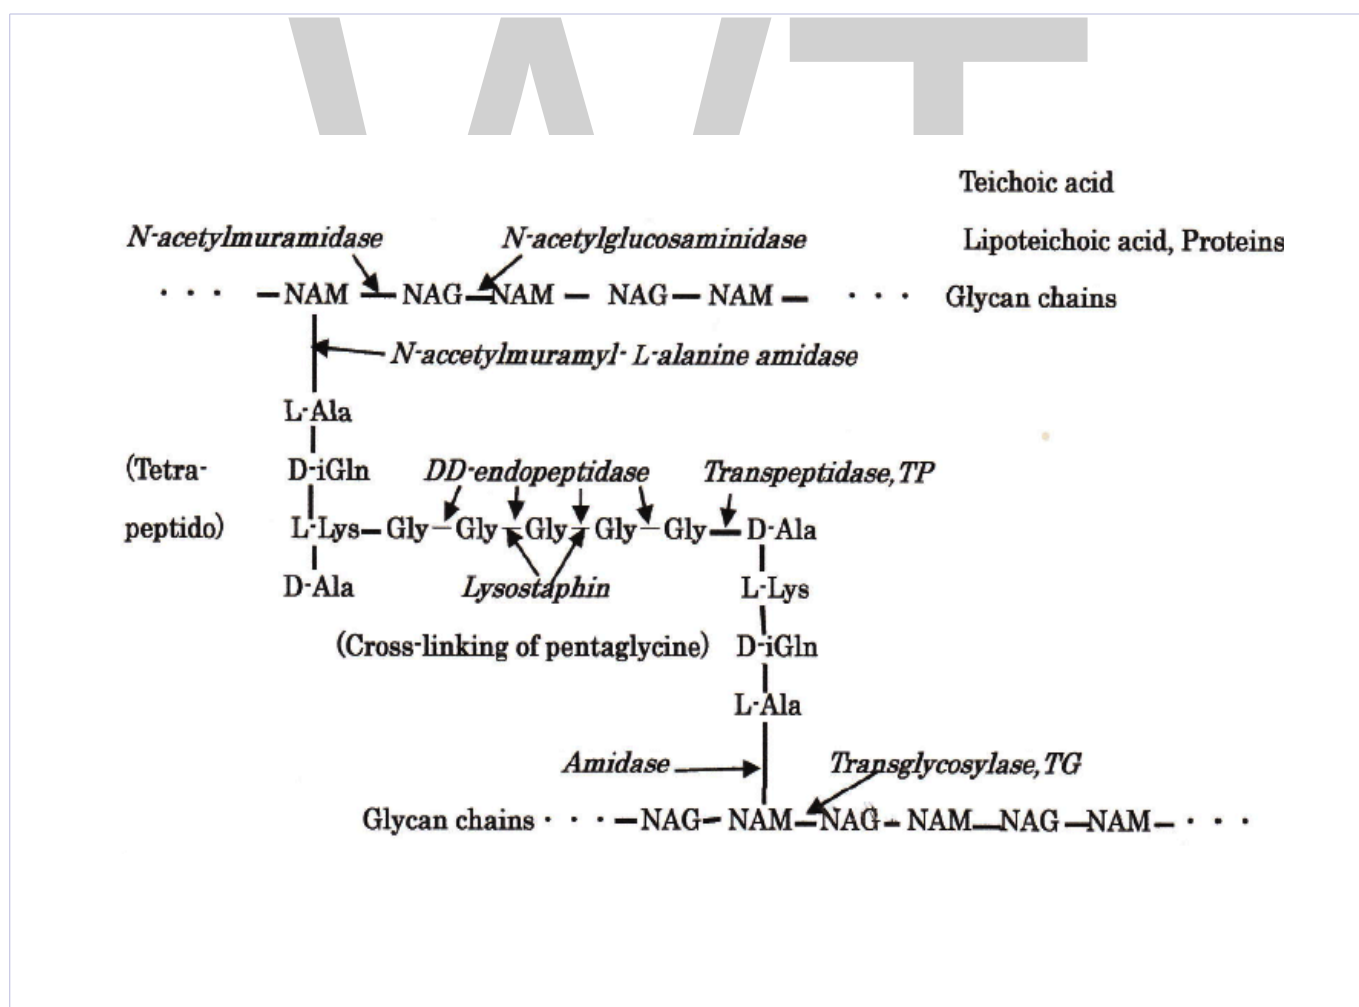 WT
Teichoic acid
N-acetylmuramidase N-acetylglucosaminidase Lipoteichoic acid, Proteins
· · · —NAM — NAG—NAM — NAG—NAM — · · · Glycan chains
N-accetylmuramyl- L-alanine amidase
L-Ala
(Tetra- D-iGln DD-endopeptidase Transpeptidase, TP
peptido) L-Lys—Gly—Gly—Gly—Gly—Gly—D-Ala
D-Ala Lysostaphin L-Lys
(Cross-linking of pentaglycine) D-iGln
L-Ala
Amidase Transglycosylase, TG
Glycan chains · · · —NAG—NAM—NAG—NAM—NAG—NAM— · · ·